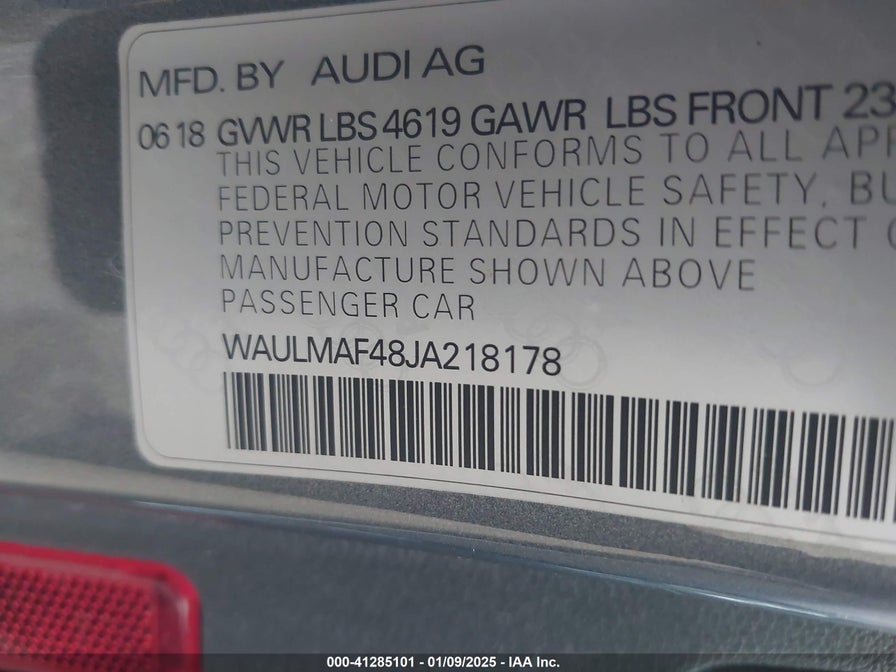 MFD. BY AUDI AG
06 18 GVWR LBS 4619 GAWR LBS FRONT 23
THIS VEHICLE CONFORMS TO ALL
FEDERAL MOTOR VEHICLE SAFETY,
PREVENTION STANDARDS IN EFFECT
MANUFACTURE SHOWN ABOVE
PASSENGER CAR
WAULMAF48JA218178
000-41285101 - 01/09/2025 - IAA Inc.